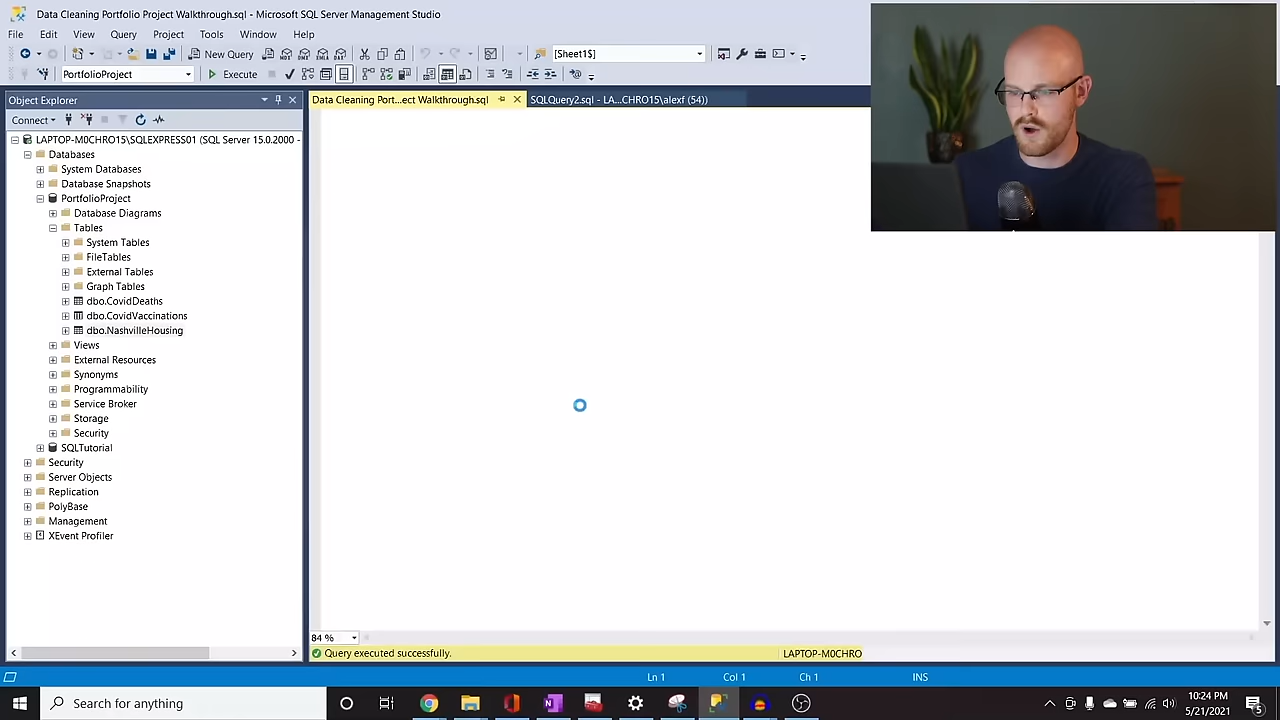 Data Cleaning Portfolio Project Walkthrough.sql - Microsoft SQL Server Management Studio
File Edit View Query Project Tools Window Help
New Query [Sheet1$]
PortfolioProject Execute
Object Explorer
Data Cleaning Port...ect Walkthrough.sql
SQLQuery2.sql - LA...CHRO15\alexf (54))
Connect
LAPTOP-M0CHRO15\SQLEXPRESS01 (SQL Server 15.0.2000 -
Databases
System Databases
Database Snapshots
PortfolioProject
Database Diagrams
Tables
System Tables
FileTables
External Tables
Graph Tables
dbo.CovidDeaths
dbo.CovidVaccinations
dbo.NashvilleHousing
Views
External Resources
Synonyms
Programmability
Service Broker
Storage
Security
SQLTutorial
Security
Server Objects
Replication
PolyBase
Management
XEvent Profiler
84 %
Query executed successfully. LAPTOP-M0CHRO
Ln 1 Col 1 Ch 1 INS
Search for anything
10:24 PM
5/21/2021